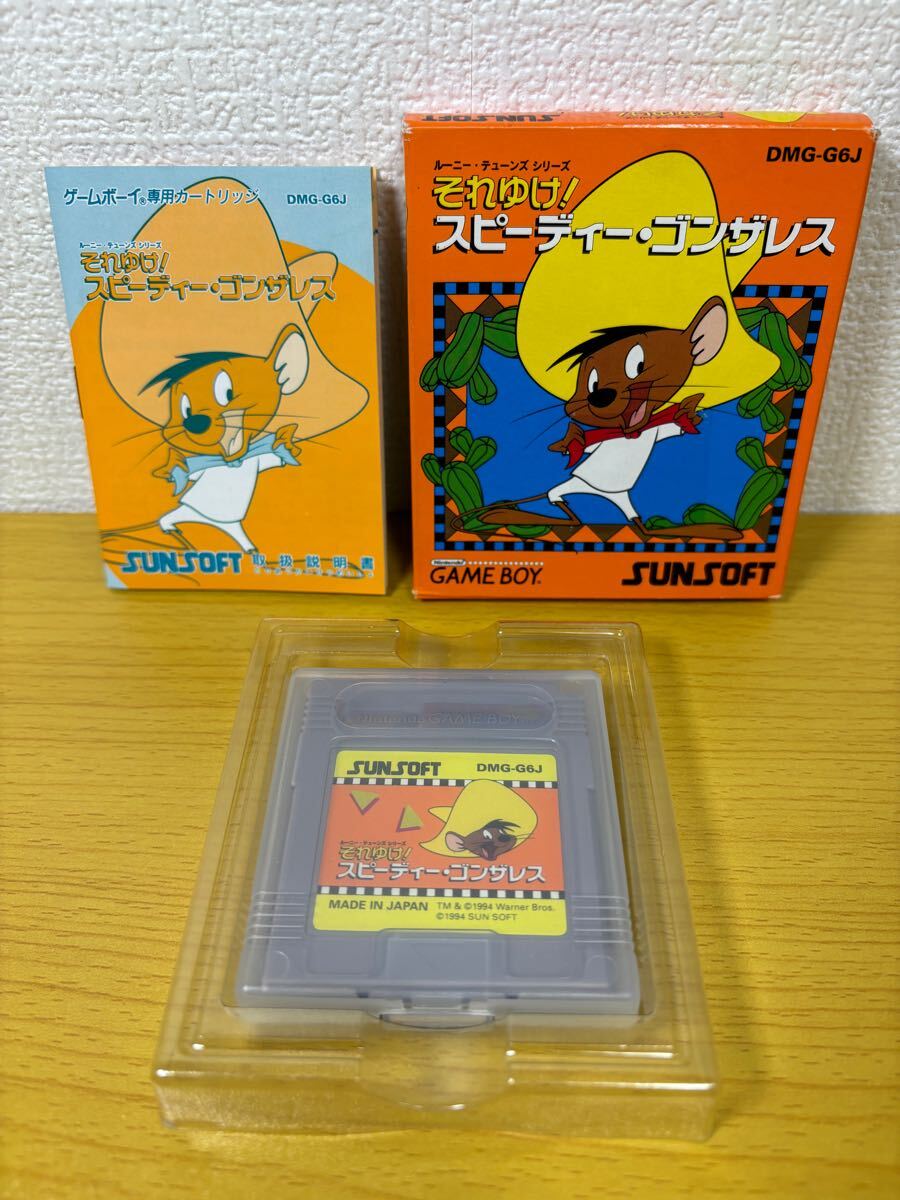 ゲームボーイ®専用カートリッジ DMG-G6J
ルーニー・テューンズ シリーズ
それゆけ!
スピーディー・ゴンザレス
SUNSOFT 取扱説明書
SUNSOFT
DMG-G6J
ルーニー・テューンズ シリーズ
それゆけ!
スピーディー・ゴンザレス
Nintendo
GAME BOY
SUNSOFT
Nintendo GAME BOY
SUNSOFT DMG-G6J
ルーニー・テューンズ シリーズ
それゆけ!
スピーディー・ゴンザレス
MADE IN JAPAN TM & ©1994 Warner Bros.
©1994 SUN SOFT